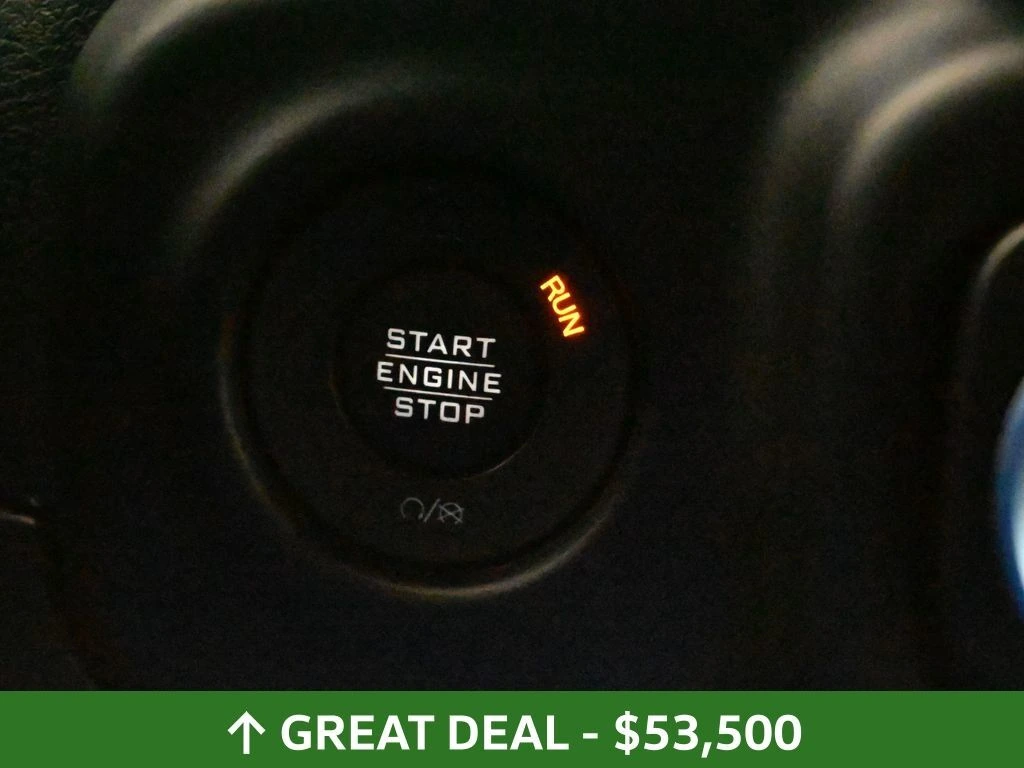 RUN
START
ENGINE
STOP
↑ GREAT DEAL - $53,500